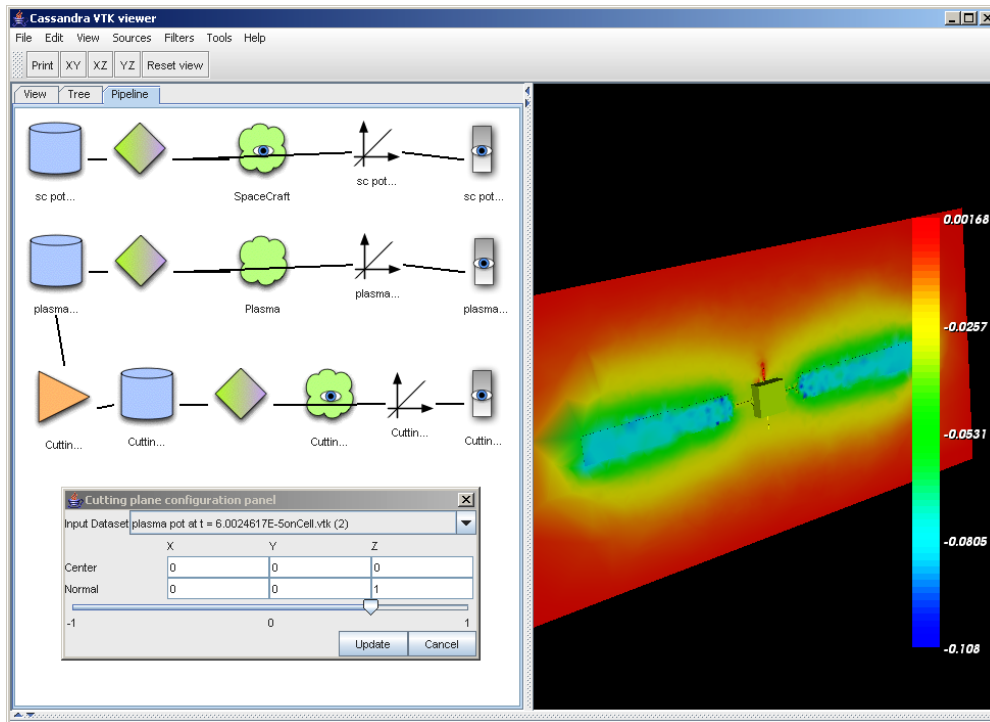 Cassandra VTK viewer
File Edit View Sources Filters Tools Help
Print XY XZ YZ Reset view
View Tree Pipeline
sc pot... SpaceCraft sc pot... sc pot...
plasma... Plasma plasma... plasma...
Cuttin... Cuttin... Cuttin... Cuttin... Cuttin...
Cutting plane configuration panel
Input Dataset plasma pot at t = 6.0024617E-5onCell.vtk (2)
X Y Z
Center 0 0 0
Normal 0 0 1
-1 0 1
Update Cancel
0.00168
-0.0257
-0.0531
-0.0805
-0.108